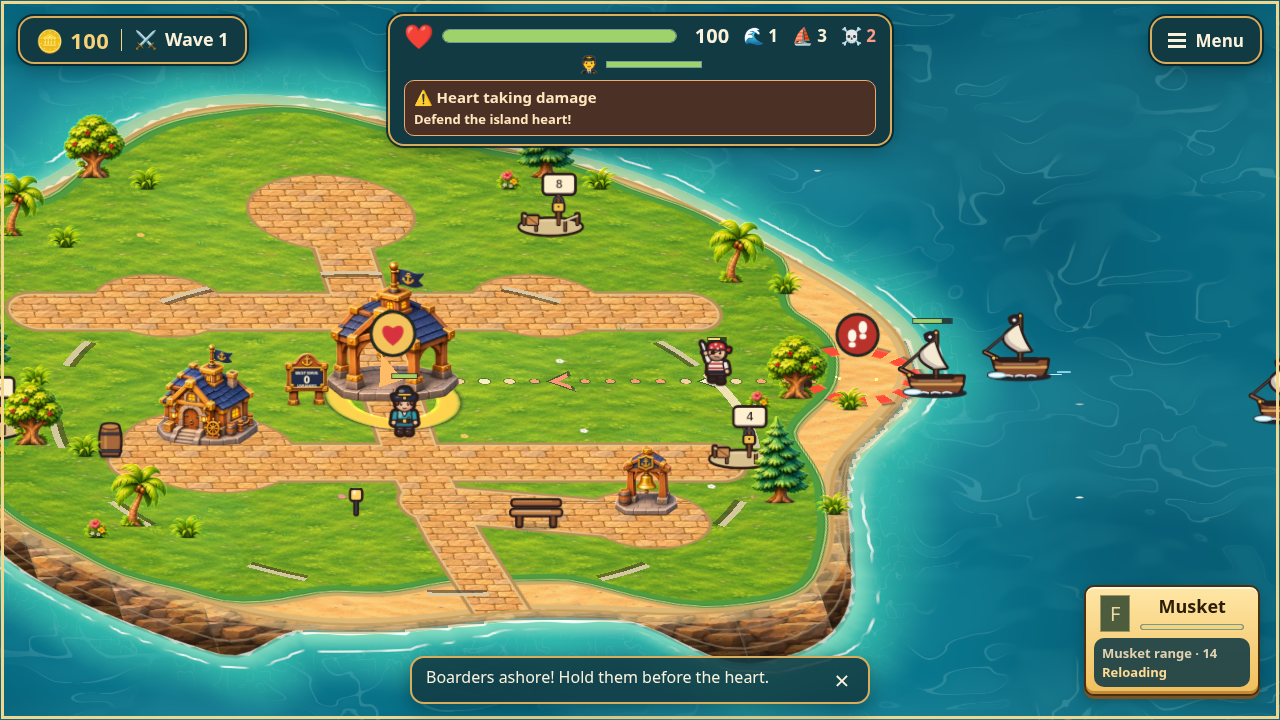 100
Wave 1
100
1
3
2
Menu
Heart taking damage
Defend the island heart!
8
0
4
F
Musket
Musket range · 14
Reloading
Boarders ashore! Hold them before the heart.